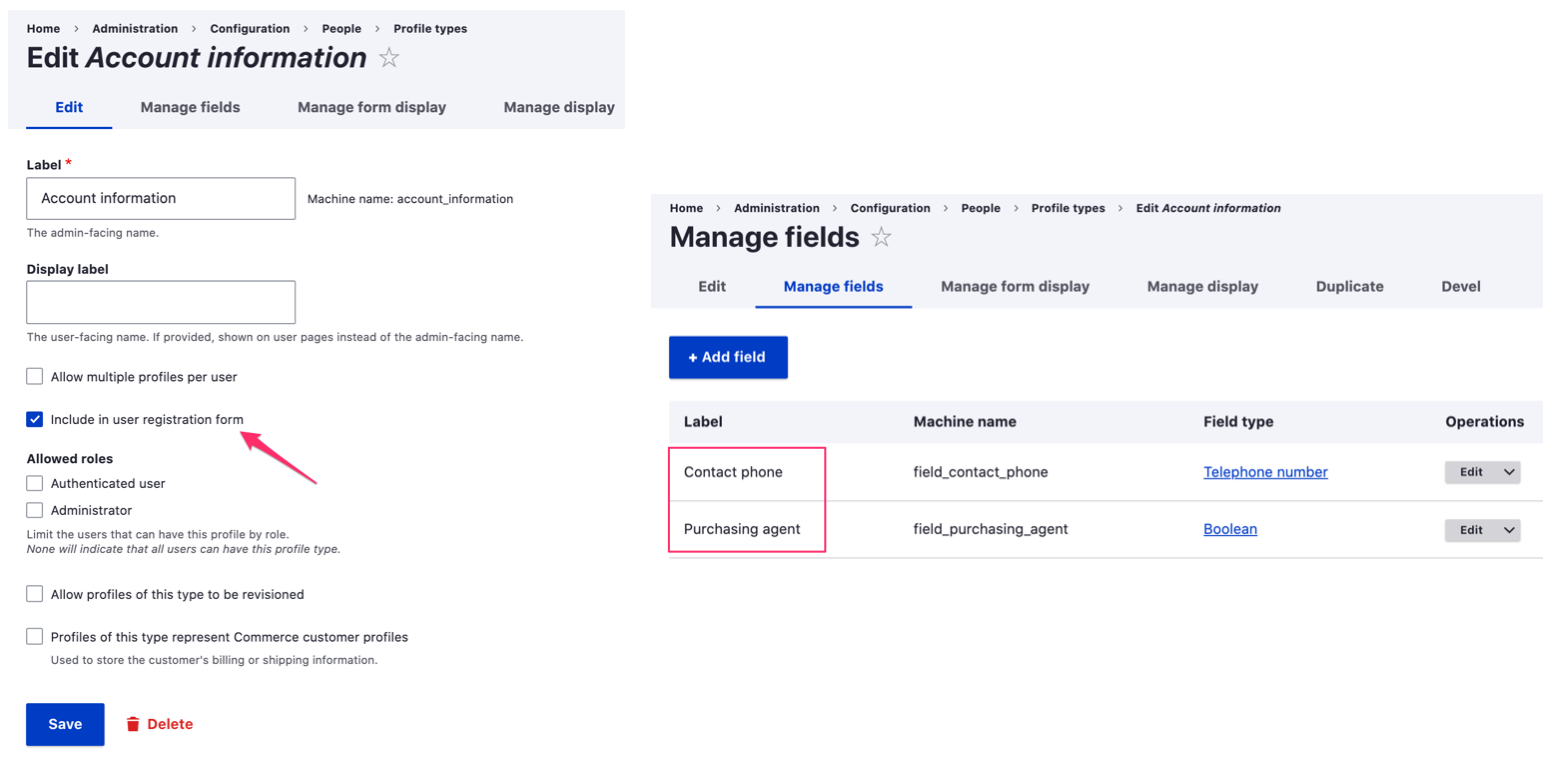 Home > Administration > Configuration > People > Profile types
Edit Account information
Edit Manage fields Manage form display Manage display
Label *
Account information Machine name: account_information
The admin-facing name.
Display label
The user-facing name. If provided, shown on user pages instead of the admin-facing name.
Allow multiple profiles per user
Include in user registration form
Allowed roles
Authenticated user
Administrator
Limit the users that can have this profile by role.
None will indicate that all users can have this profile type.
Allow profiles of this type to be revisioned
Profiles of this type represent Commerce customer profiles
Used to store the customer's billing or shipping information.
Save Delete
Home > Administration > Configuration > People > Profile types > Edit Account information
Manage fields
Edit Manage fields Manage form display Manage display Duplicate Devel
+ Add field
Label Machine name Field type Operations
Contact phone field_contact_phone Telephone number Edit
Purchasing agent field_purchasing_agent Boolean Edit